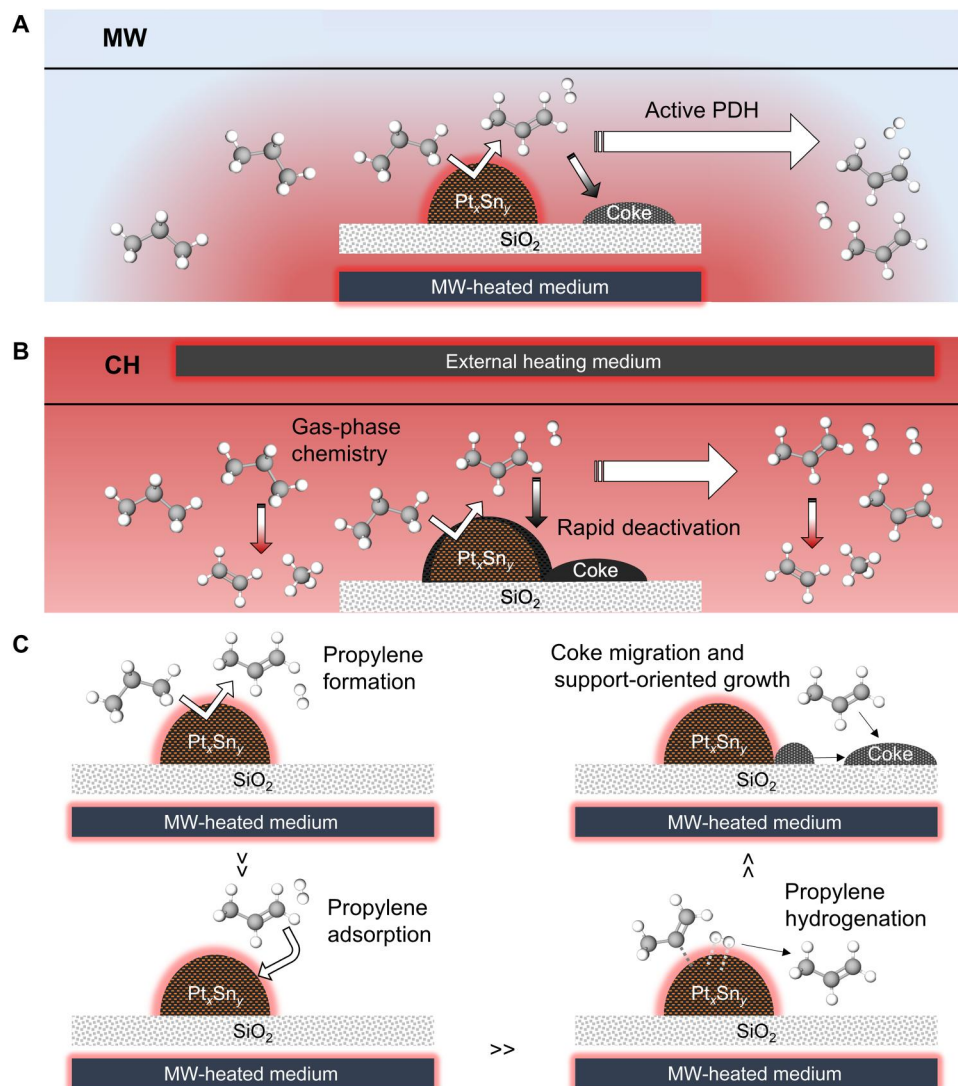 A
MW
Active PDH
PtxSny
Coke
SiO2
MW-heated medium
B
CH
External heating medium
Gas-phase
chemistry
Rapid deactivation
PtxSny
Coke
SiO2
C
Propylene
formation
PtxSny
SiO2
MW-heated medium
>>
Propylene
adsorption
PtxSny
SiO2
MW-heated medium
>>
Propylene
hydrogenation
PtxSny
SiO2
MW-heated medium
>>
Coke migration and
support-oriented growth
PtxSny
Coke
SiO2
MW-heated medium